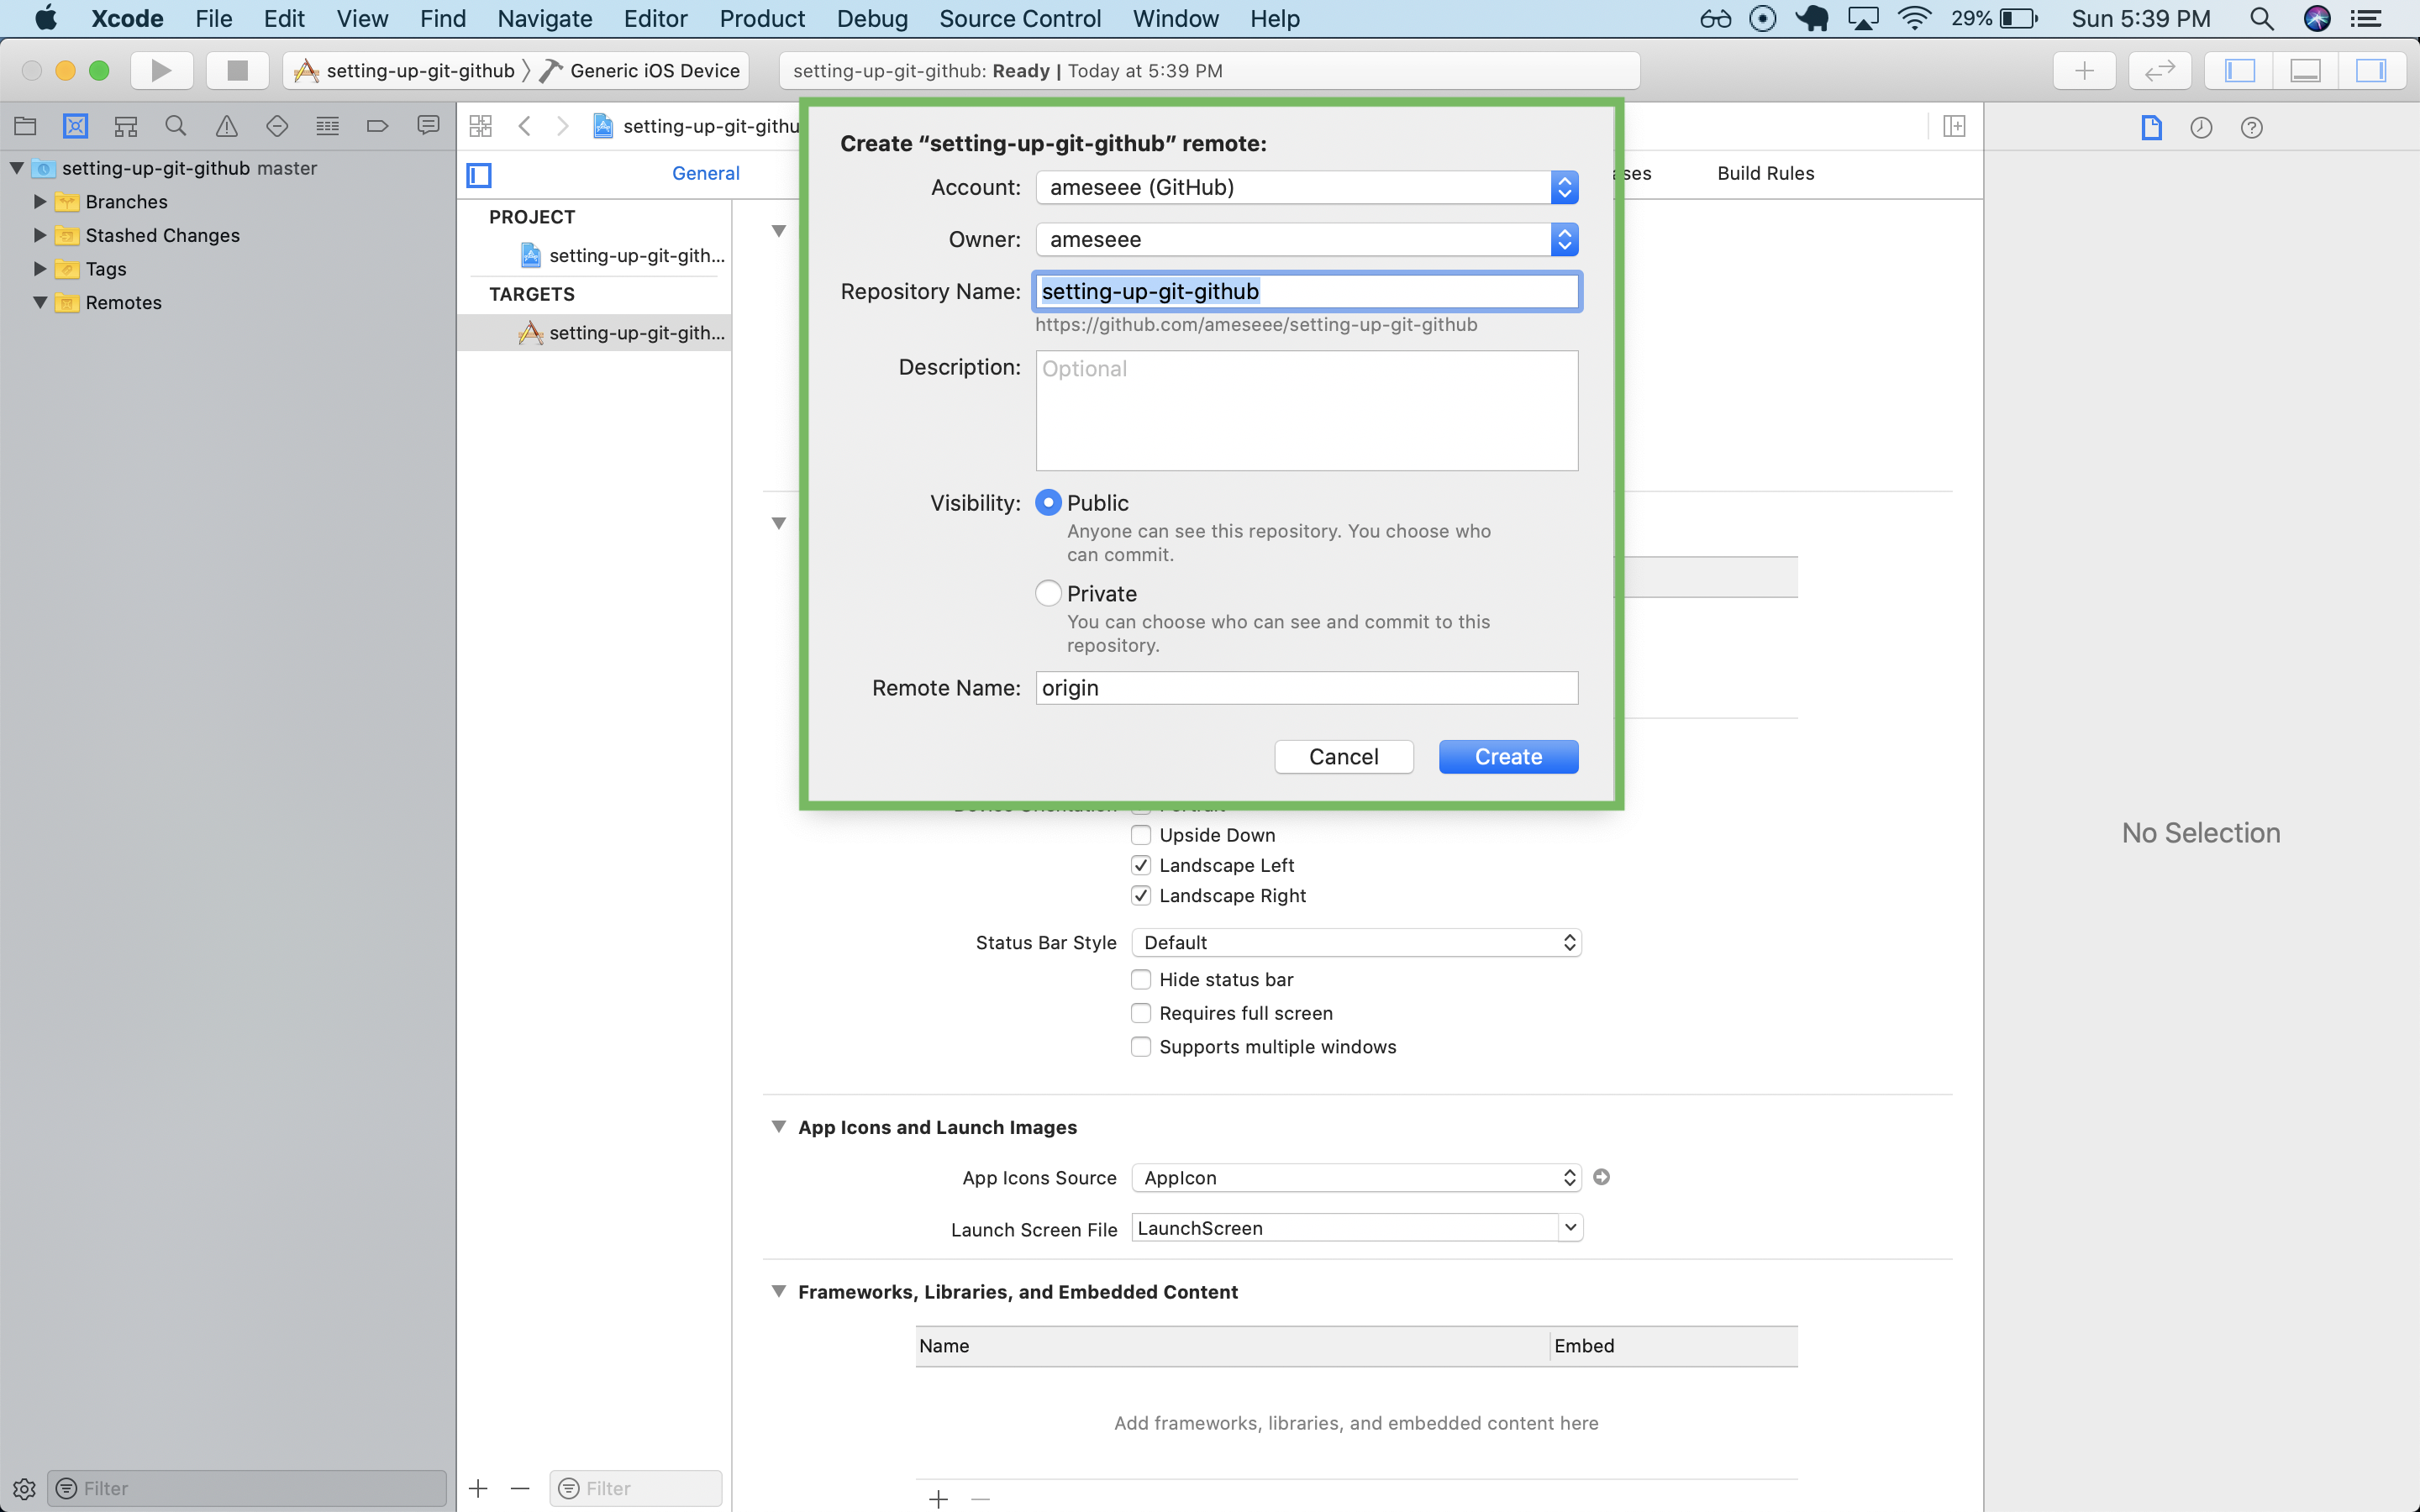 Xcode File Edit View Find Navigate Editor Product Debug Source Control Window Help 29% Sun 5:39 PM
setting-up-git-github Generic iOS Device setting-up-git-github: Ready | Today at 5:39 PM
setting-up-git-githu
setting-up-git-github master
Branches
Stashed Changes
Tags
Remotes
General ses Build Rules
PROJECT
setting-up-git-gith...
TARGETS
setting-up-git-gith...
Create “setting-up-git-github” remote:
Account: ameseee (GitHub)
Owner: ameseee
Repository Name: setting-up-git-github
https://github.com/ameseee/setting-up-git-github
Description: Optional
Visibility: Public
Anyone can see this repository. You choose who
can commit.
Private
You can choose who can see and commit to this
repository.
Remote Name: origin
Cancel Create
Upside Down
Landscape Left
Landscape Right
Status Bar Style Default
Hide status bar
Requires full screen
Supports multiple windows
App Icons and Launch Images
App Icons Source AppIcon
Launch Screen File LaunchScreen
Frameworks, Libraries, and Embedded Content
Name Embed
Add frameworks, libraries, and embedded content here
No Selection
Filter
Filter